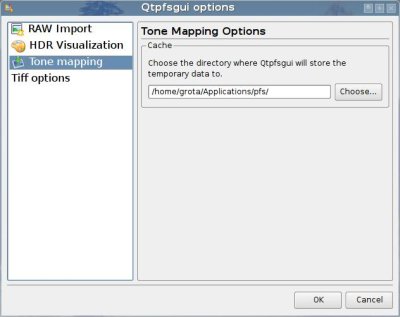 Qtpfsgui options
RAW Import
HDR Visualization
Tone mapping
Tiff options
Tone Mapping Options
Cache
Choose the directory where Qtpfsgui will store the
temporary data to.
/home/grota/Applications/pfs/
Choose...
OK
Cancel